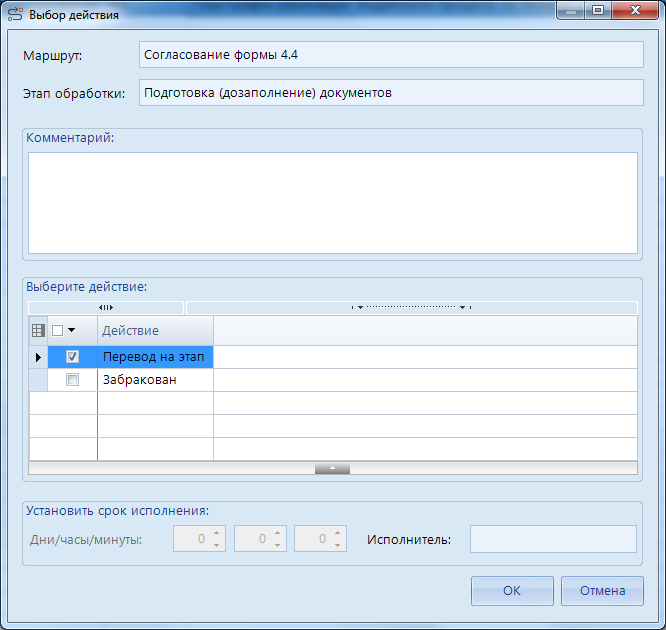 Выбор действия
Маршрут: Согласование формы 4.4
Этап обработки: Подготовка (дозаполнение) документов
Комментарий:
Выберите действие:
Действие
Перевод на этап
Забракован
Установить срок исполнения:
Дни/часы/минуты: 0 0 0 Исполнитель:
ОК Отмена